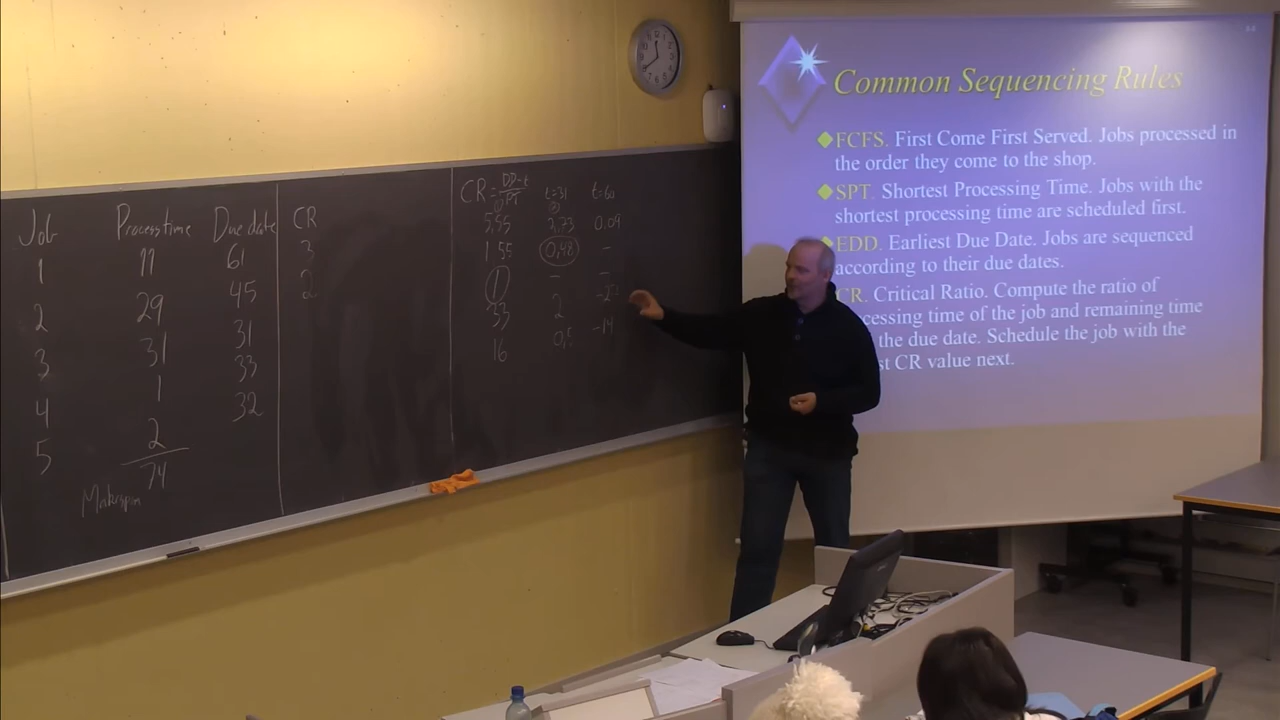 Job Process time Due date CR
1 11 61 3
2 29 45 2
3 31 31
4 1 33
5 2 32
74
Makespan
CR = DD-t / PT t=31 t=60
5,55 2,73 0,09
1 55 0,48 -
1 - -
33 2
16 0,5 -14
Common Sequencing Rules
FCFS. First Come First Served. Jobs processed in
the order they come to the shop.
SPT. Shortest Processing Time. Jobs with the
shortest processing time are scheduled first.
EDD. Earliest Due Date. Jobs are sequenced
according to their due dates.
CR. Critical Ratio. Compute the ratio of
cessing time of the job and remaining time
the due date. Schedule the job with the
st CR value next.